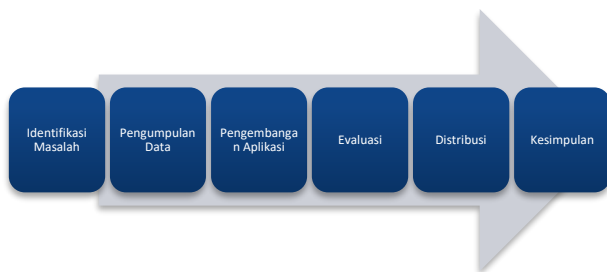 Identifikasi
Masalah
Pengumpulan
Data
Pengembanga
n Aplikasi
Evaluasi
Distribusi
Kesimpulan